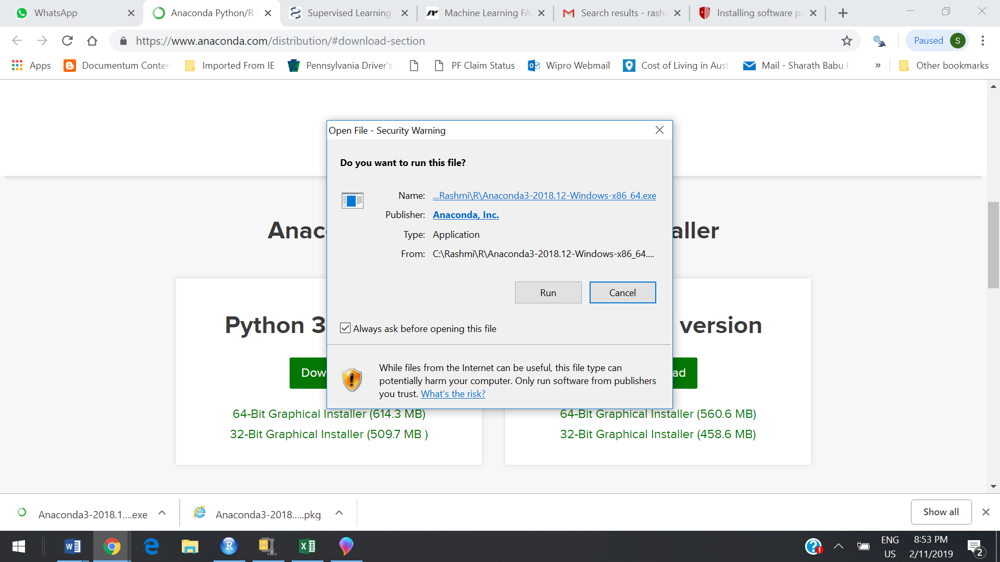 WhatsApp
Anaconda Python/R
Supervised Learning
Machine Learning FA
Search results - rash
Installing software p
https://www.anaconda.com/distribution/#download-section
Paused S
Apps
Documentum Conten
Imported From IE
Pennsylvania Driver's
PF Claim Status
Wipro Webmail
Cost of Living in Aust
Mail - Sharath Babu
»
Other bookmarks
Open File - Security Warning
Do you want to run this file?
Name: ...Rashmi\R\Anaconda3-2018.12-Windows-x86_64.exe
Publisher: Anaconda, Inc.
Type: Application
From: C:\Rashmi\R\Anaconda3-2018.12-Windows-x86_64....
Run Cancel
Always ask before opening this file
While files from the Internet can be useful, this file type can
potentially harm your computer. Only run software from publishers
you trust. What's the risk?
Anac
aller
Python 3
version
Dow
ad
64-Bit Graphical Installer (614.3 MB)
32-Bit Graphical Installer (509.7 MB )
64-Bit Graphical Installer (560.6 MB)
32-Bit Graphical Installer (458.6 MB)
Anaconda3-2018.1....exe
Anaconda3-2018.....pkg
Show all
ENG
US
8:53 PM
2/11/2019
2